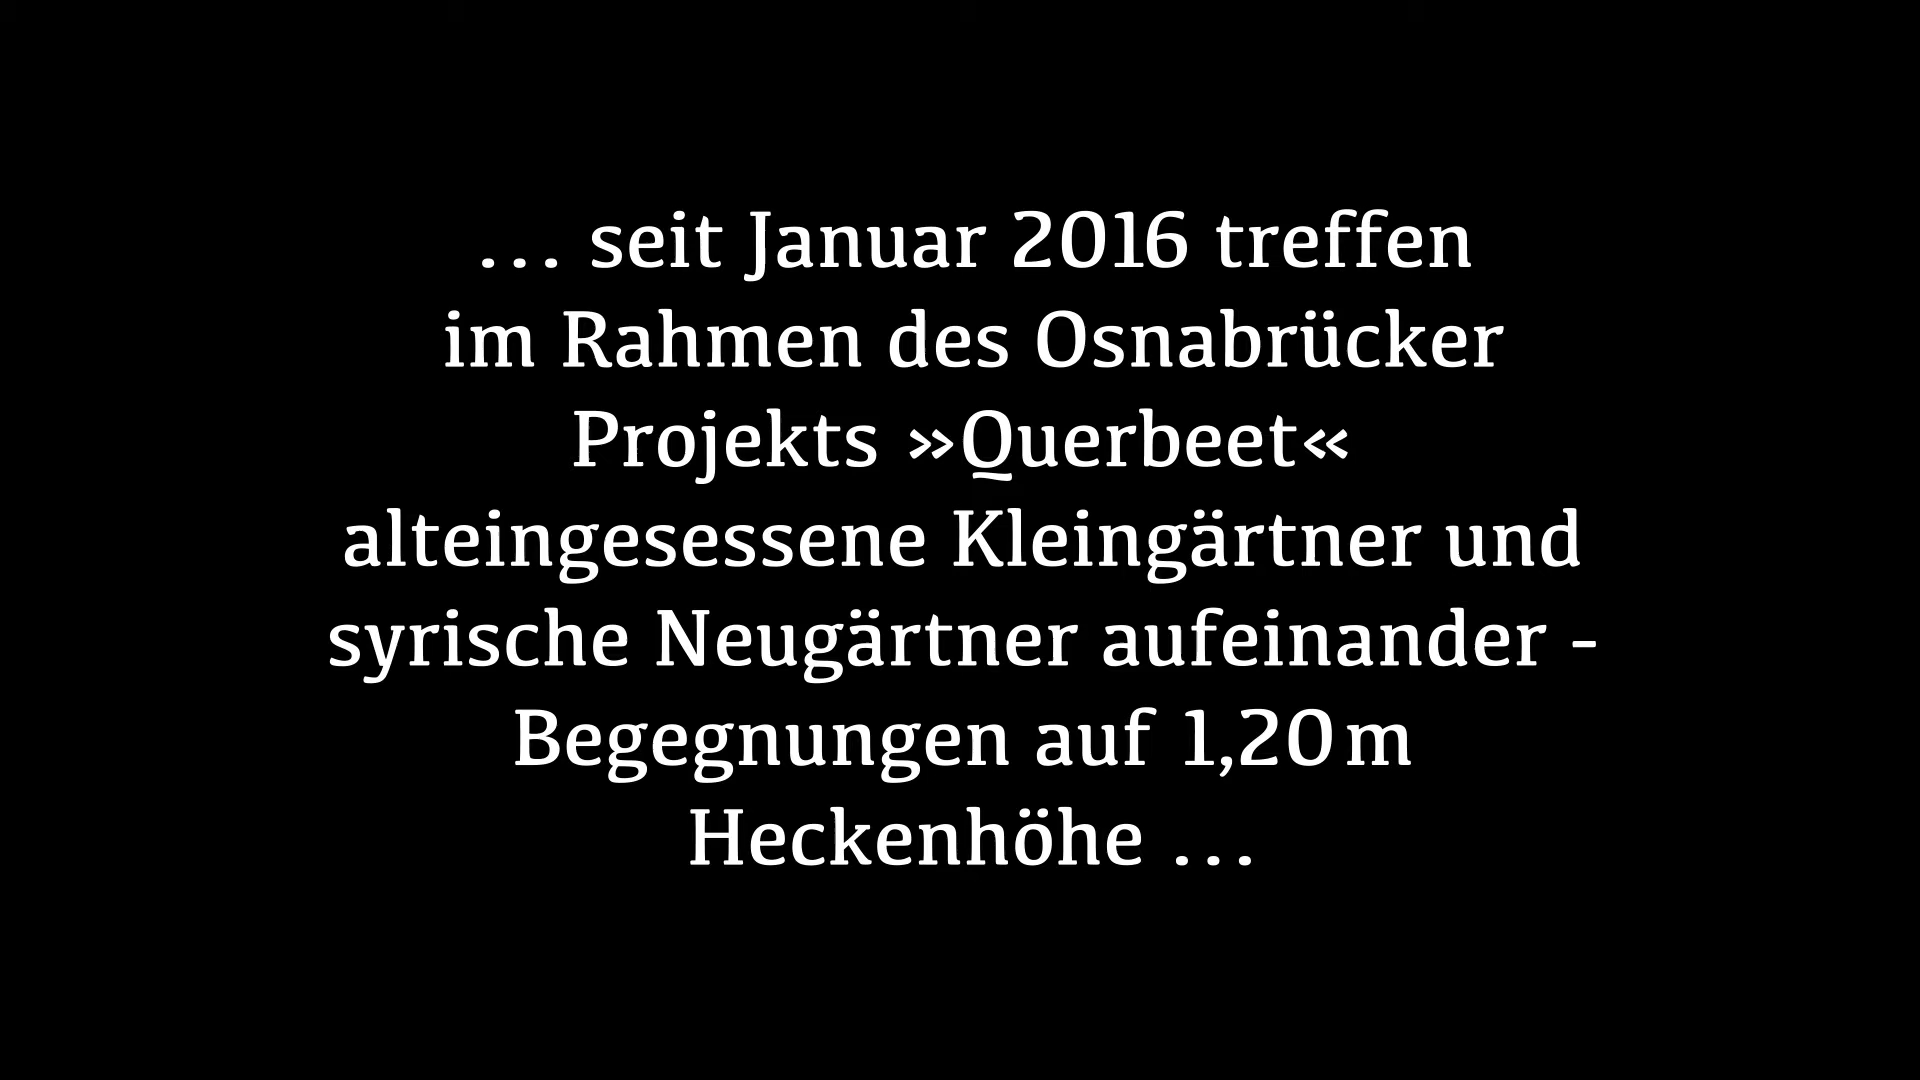 … seit Januar 2016 treffen
im Rahmen des Osnabrücker
Projekts »Querbeet«
alteingesessene Kleingärtner und
syrische Neugärtner aufeinander -
Begegnungen auf 1,20 m
Heckenhöhe …